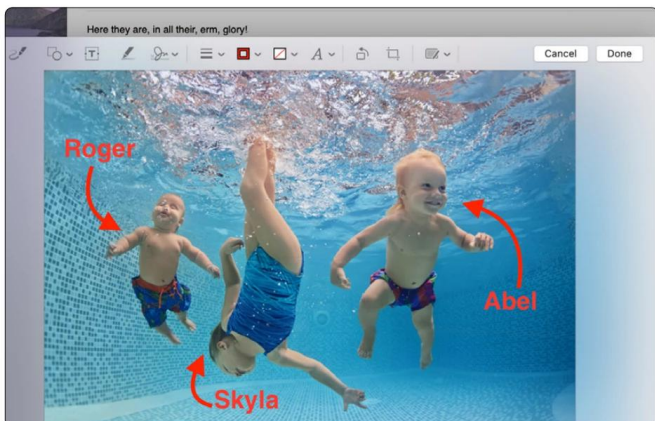 Here they are, in all their, erm, glory!
Cancel
Done
Roger
Abel
Skyla